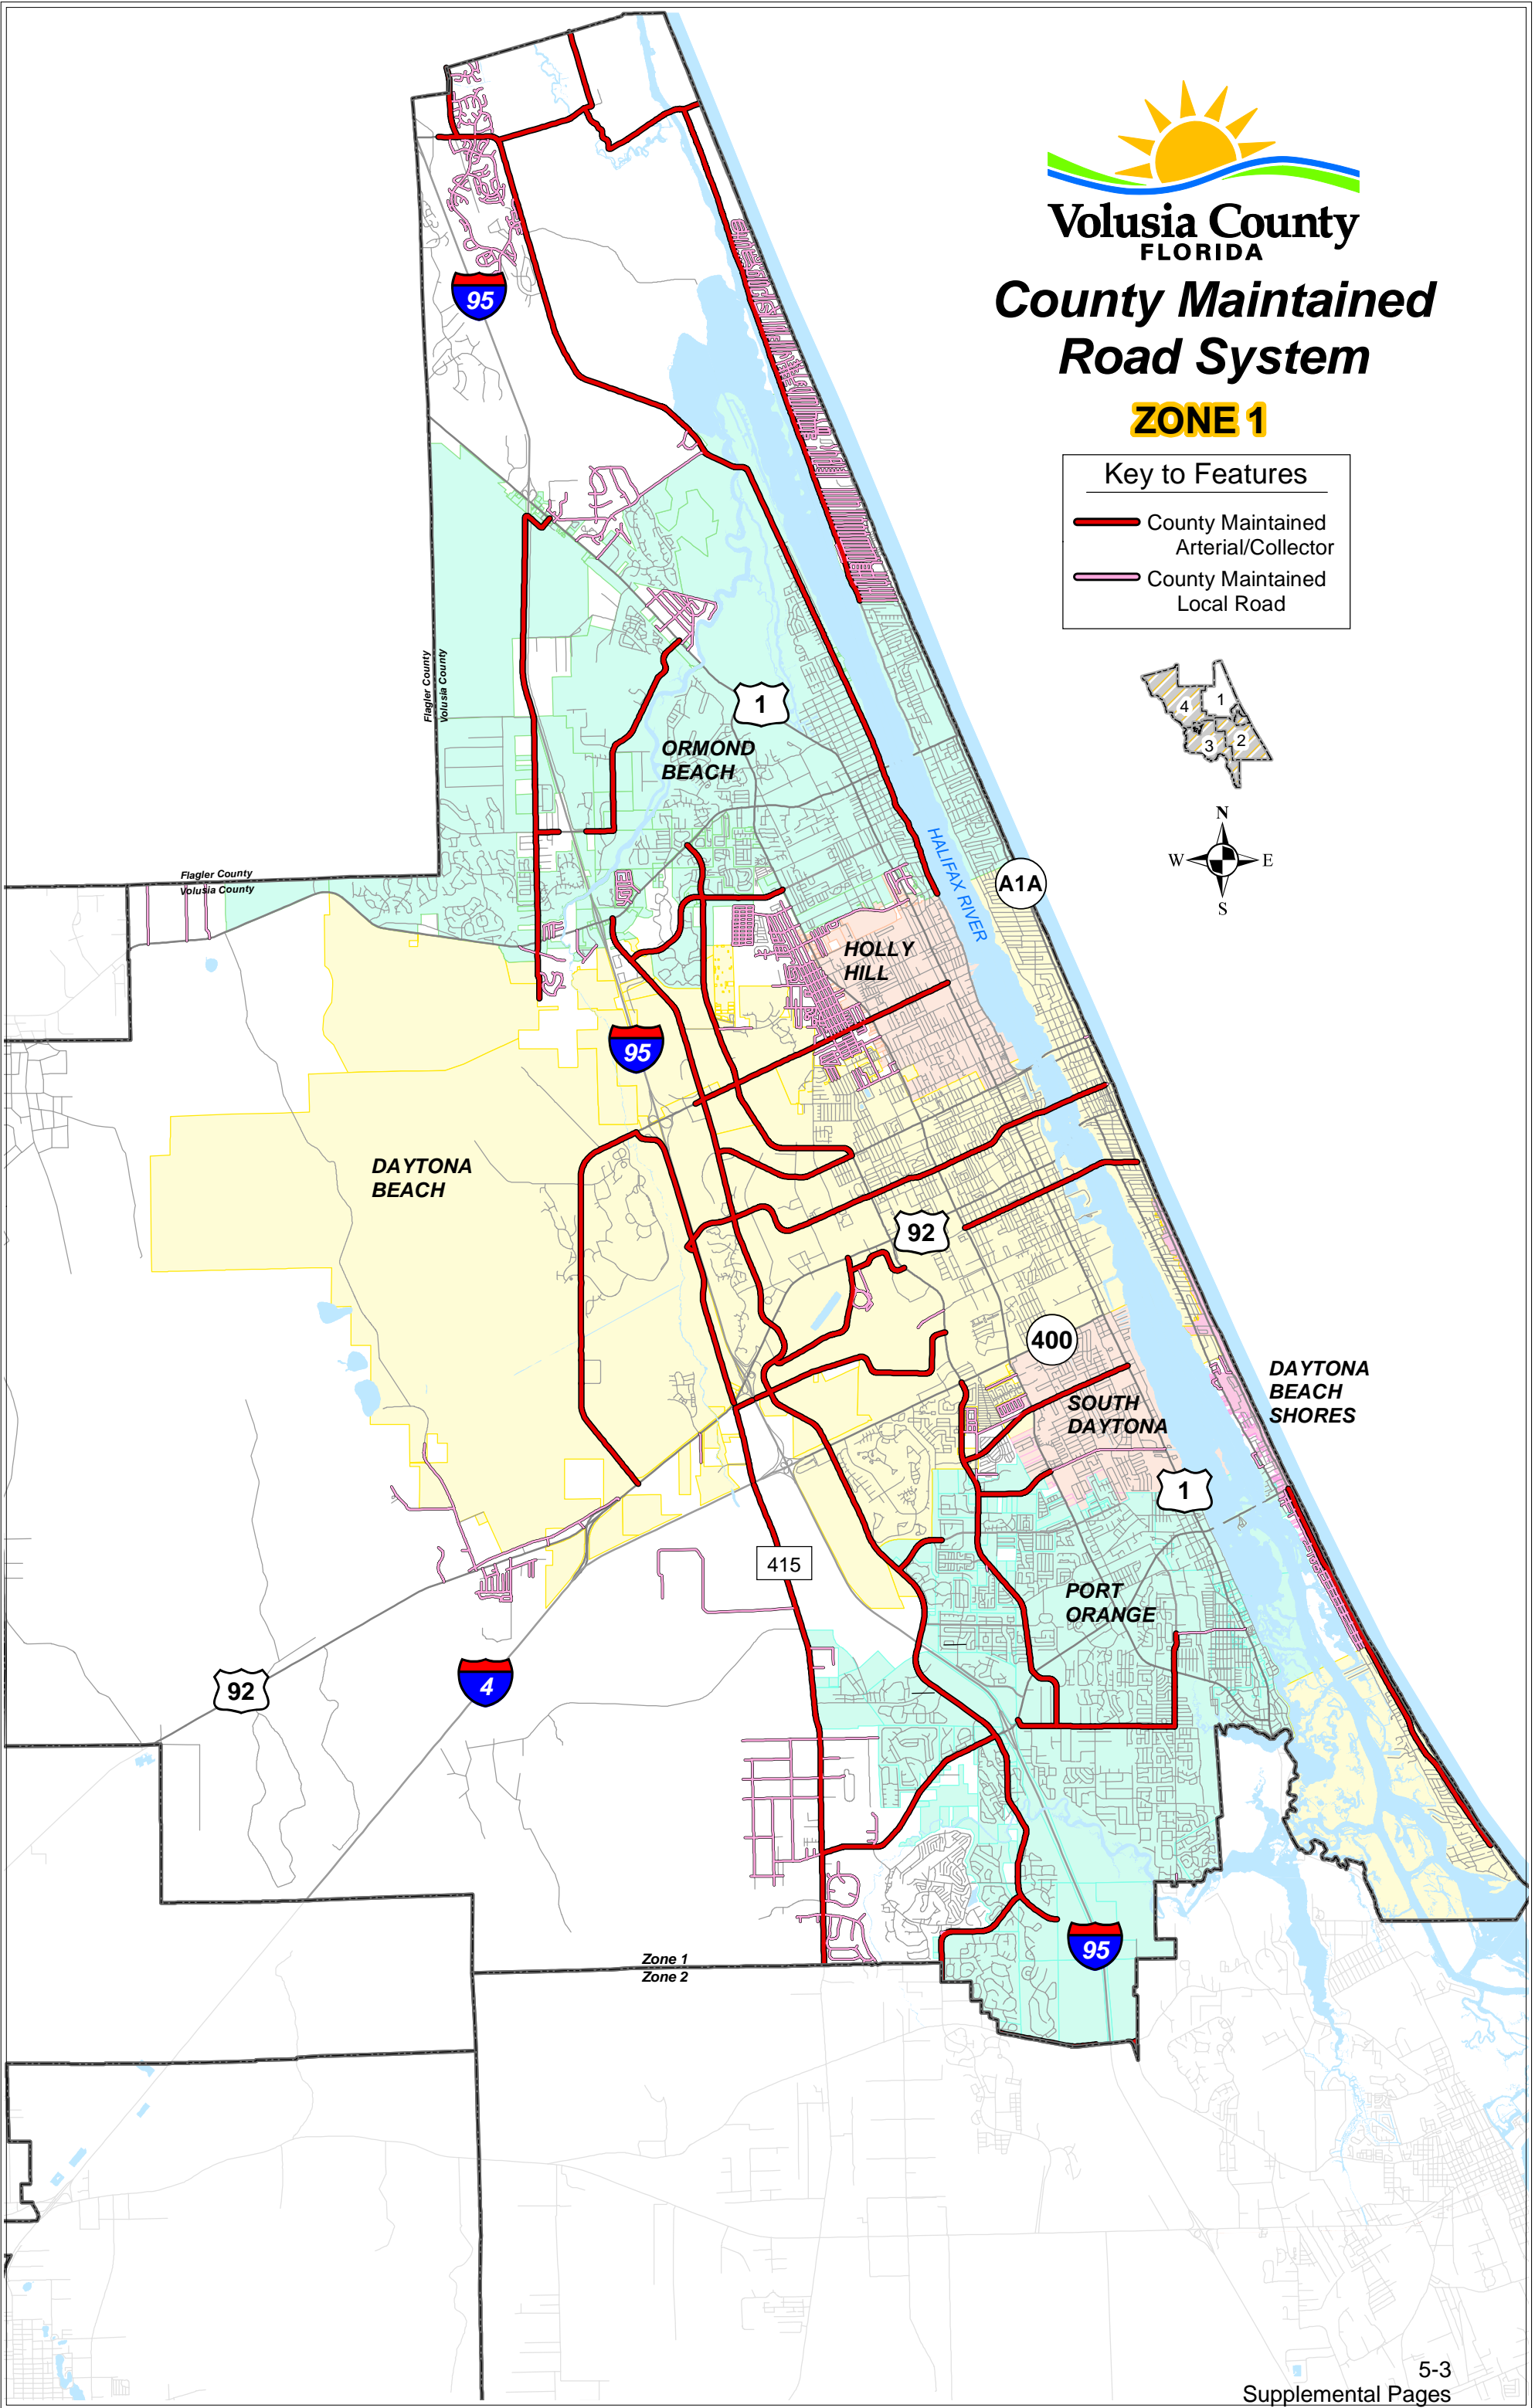 Volusia County
FLORIDA
County Maintained
Road System
ZONE 1
Key to Features
County Maintained
Arterial/Collector
County Maintained
Local Road
1
4
3
2
N
W
E
S
95
Flagler County
Volusia County
1
ORMOND
BEACH
HALIFAX RIVER
A1A
Flagler County
Volusia County
HOLLY
HILL
95
DAYTONA
BEACH
92
400
DAYTONA
BEACH
SHORES
SOUTH
DAYTONA
1
415
PORT
ORANGE
92
4
95
Zone 1
Zone 2
5-3
Supplemental Pages